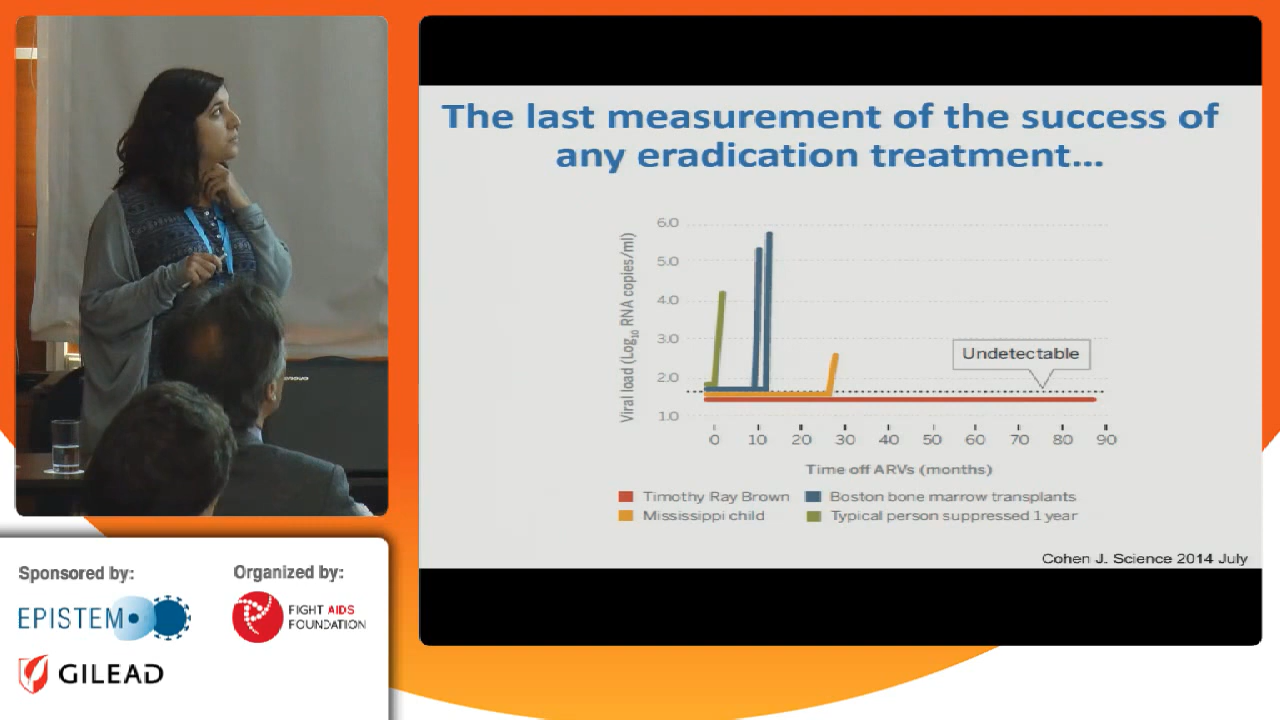 The last measurement of the success of
any eradication treatment...
Viral load (Log10 RNA copies/ml)
6.0
5.0
4.0
3.0
2.0
1.0
Undetectable
0 10 20 30 40 50 60 70 80 90
Time off ARVs (months)
Timothy Ray Brown
Boston bone marrow transplants
Mississippi child
Typical person suppressed 1 year
Cohen J. Science 2014 July
Sponsored by:
EPISTEM
GILEAD
Organized by:
FIGHT AIDS
FOUNDATION